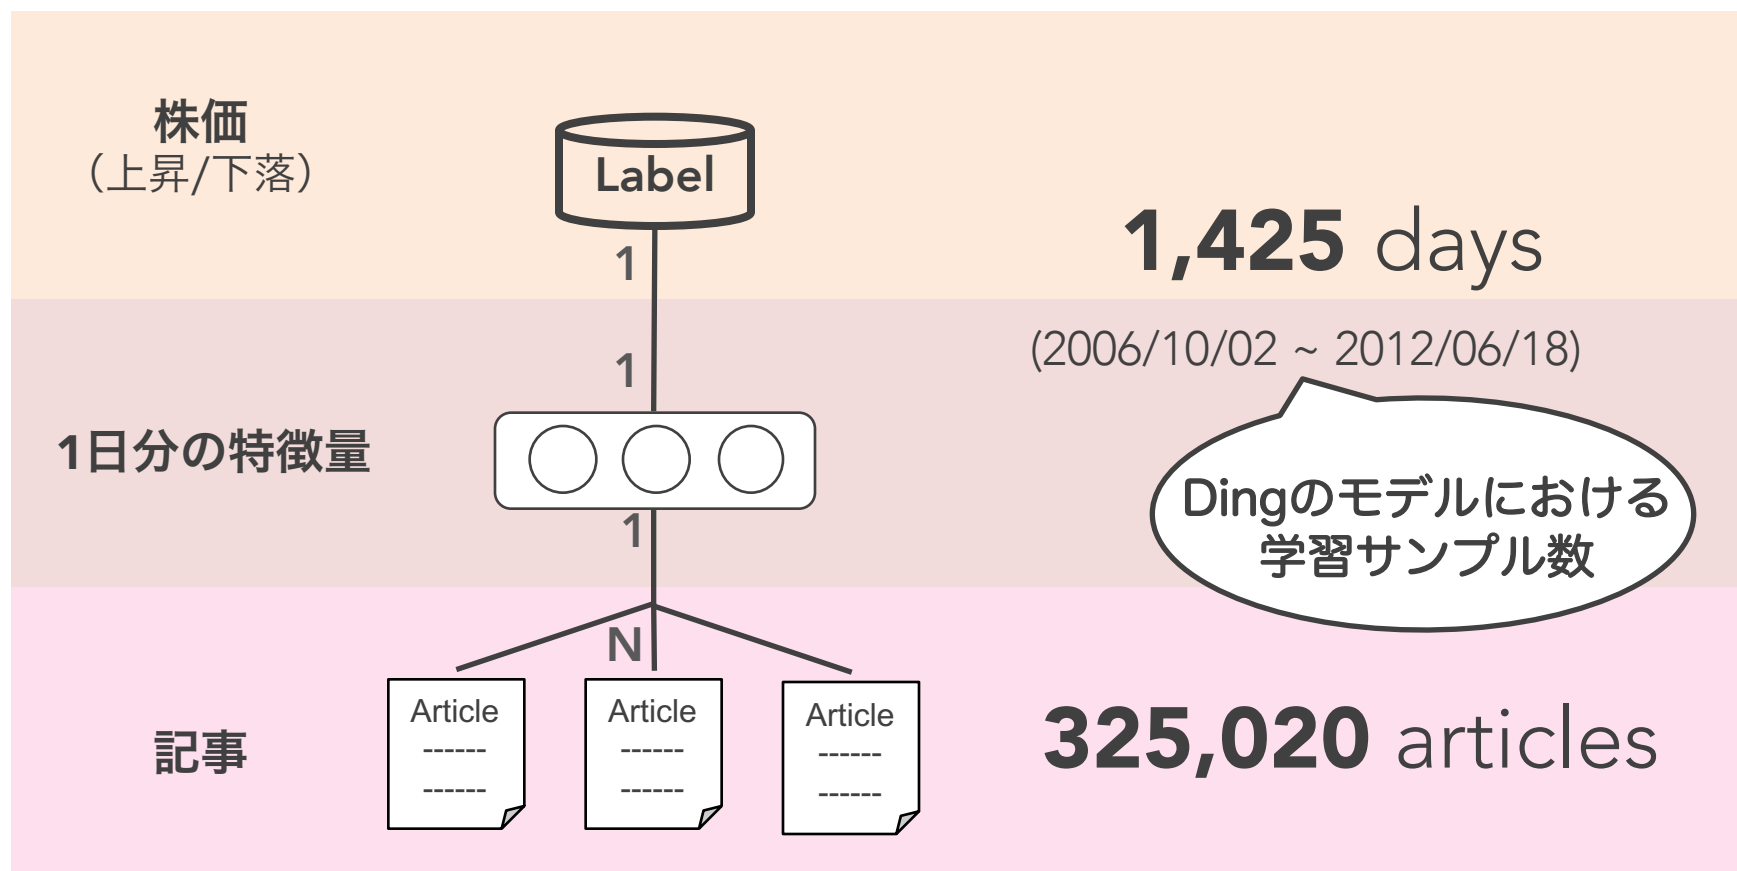 株価
（上昇/下落）
Label
1
1,425 days
1
(2006/10/02 ~ 2012/06/18)
1日分の特徴量
Dingのモデルにおける
学習サンプル数
1
N
Article
------
------
Article
------
------
Article
------
------
記事
325,020 articles